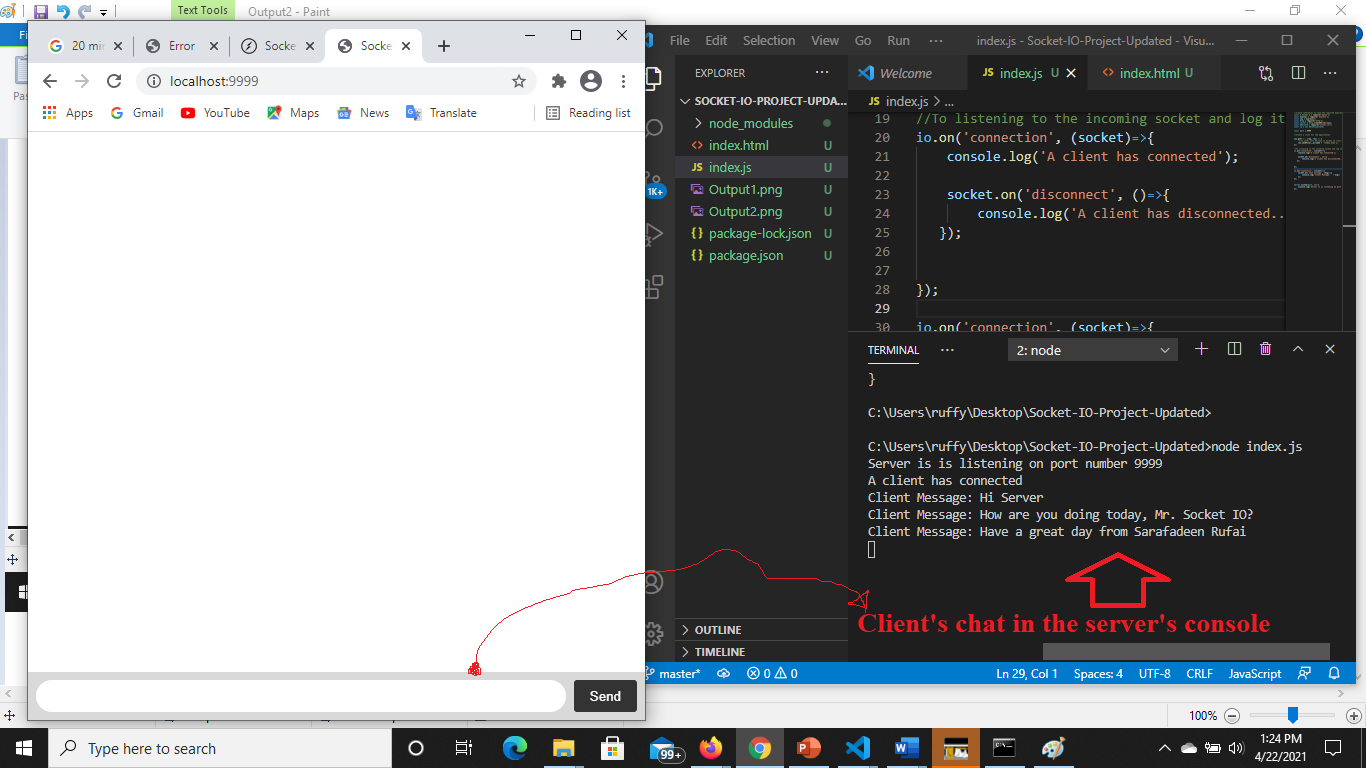 Text Tools
Output2 - Paint
20 mi
Error
Socke
Socke
localhost:9999
Apps
Gmail
YouTube
Maps
News
Translate
Reading list
File Edit Selection View Go Run ···
index.js - Socket-IO-Project-Updated - Visu...
EXPLORER
SOCKET-IO-PROJECT-UPDA...
node_modules
index.html U
index.js U
Output1.png U
Output2.png U
package-lock.json U
package.json U
1K+
OUTLINE
TIMELINE
Welcome
index.js U
index.html U
index.js > ...
19 //To listening to the incoming socket and log it
20 io.on('connection', (socket)=>{
21 console.log('A client has connected');
22
23 socket.on('disconnect', ()=>{
24 console.log('A client has disconnected..
25 });
26
27
28 });
29
30 io.on('connection', (socket)=>{
TERMINAL ···
2: node
}
C:\Users\ruffy\Desktop\Socket-IO-Project-Updated>
C:\Users\ruffy\Desktop\Socket-IO-Project-Updated>node index.js
Server is is listening on port number 9999
A client has connected
Client Message: Hi Server
Client Message: How are you doing today, Mr. Socket IO?
Client Message: Have a great day from Sarafadeen Rufai
Client's chat in the server's console
Send
master*
0 0
Ln 29, Col 1
Spaces: 4
UTF-8
CRLF
JavaScript
100%
Type here to search
99+
1:24 PM
4/22/2021